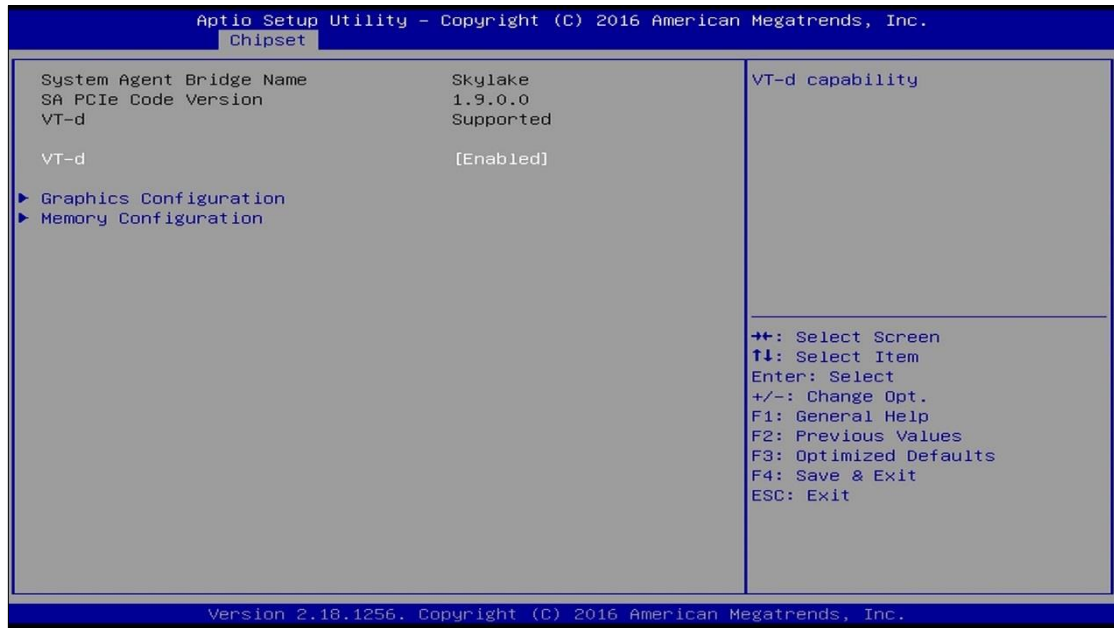 Aptio Setup Utility – Copyright (C) 2016 American Megatrends, Inc.
Chipset
System Agent Bridge Name Skylake
SA PCIe Code Version 1.9.0.0
VT-d Supported
VT-d [Enabled]
► Graphics Configuration
► Memory Configuration
VT-d capability
→←: Select Screen
↑↓: Select Item
Enter: Select
+/-: Change Opt.
F1: General Help
F2: Previous Values
F3: Optimized Defaults
F4: Save & Exit
ESC: Exit
Version 2.18.1256. Copyright (C) 2016 American Megatrends, Inc.